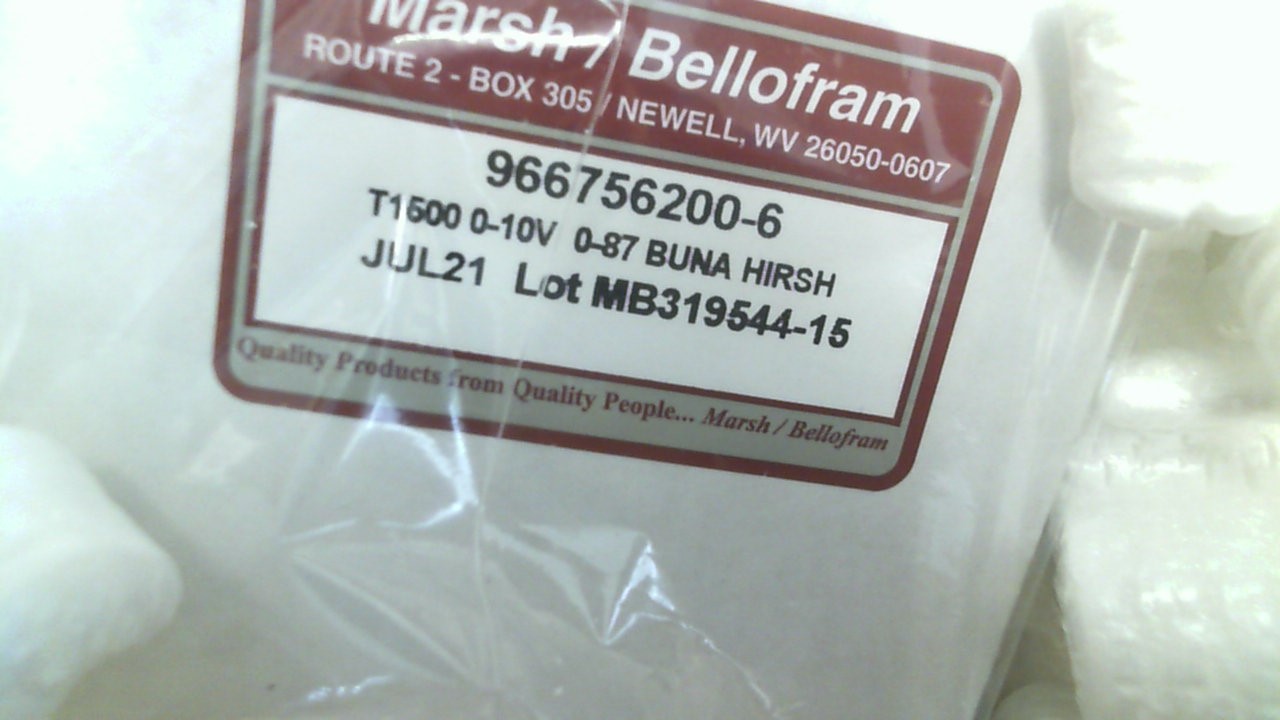 Marsh / Bellofram
ROUTE 2 - BOX 305 / NEWELL, WV 26050-0607
966756200-6
T1500 0-10V 0-87 BUNA HIRSH
JUL21 Lot MB319544-15
Quality Products from Quality People... Marsh / Bellofram